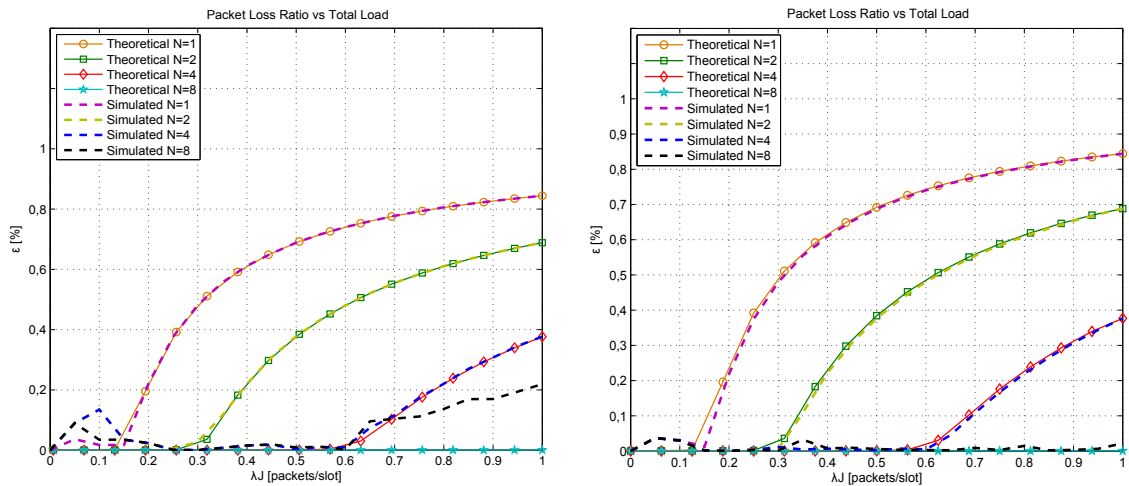 Packet Loss Ratio vs Total Load
Theoretical N=1
Theoretical N=2
Theoretical N=4
Theoretical N=8
Simulated N=1
Simulated N=2
Simulated N=4
Simulated N=8
1
0,8
0,6
0,4
0,2
0
ε [%]
0 0.1 0.2 0.3 0.4 0.5 0.6 0.7 0.8 0.9 1
λJ [packets/slot]
Packet Loss Ratio vs Total Load
Theoretical N=1
Theoretical N=2
Theoretical N=4
Theoretical N=8
Simulated N=1
Simulated N=2
Simulated N=4
Simulated N=8
1
0,9
0,8
0,7
0,6
0,5
0,4
0,3
0,2
0,1
0
ε [%]
0 0.1 0.2 0.3 0.4 0.5 0.6 0.7 0.8 0.9 1
λJ [packets/slot]